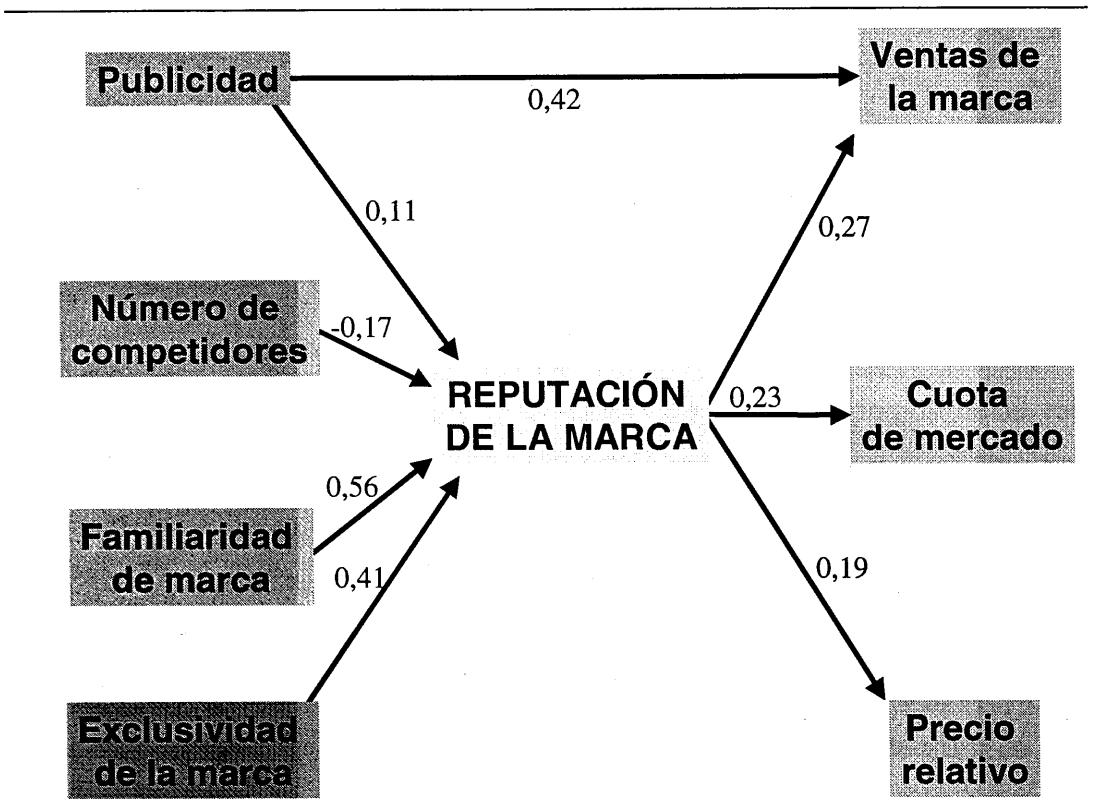 Publicidad
0,42
Ventas de
la marca
0,11
0,27
Número de
competidores
-0,17
REPUTACIÓN
DE LA MARCA
0,23
Cuota
de mercado
0,56
Familiaridad
de marca
0,41
0,19
Exclusividad
de la marca
Precio
relativo